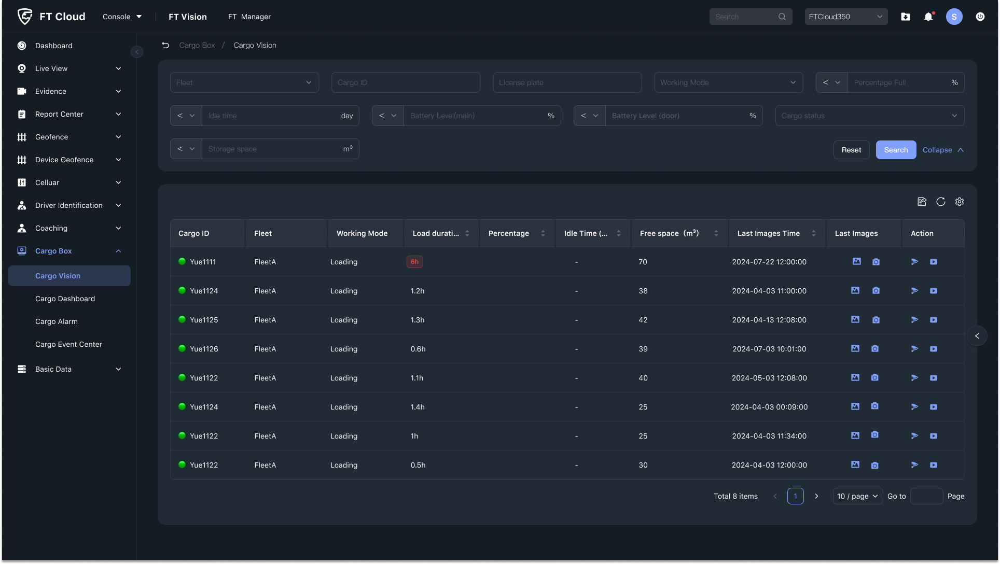 FT Cloud Console FT Vision FT Manager Search FTCloud350 S
Dashboard
Live View
Evidence
Report Center
Geofence
Device Geofence
Celluar
Driver Identification
Coaching
Cargo Box
Cargo Vision
Cargo Dashboard
Cargo Alarm
Cargo Event Center
Basic Data
Cargo Box / Cargo Vision
Fleet Cargo ID License plate Working Mode < Percentage Full %
< Idle time day < Battery Level(main) % < Battery Level (door) % Cargo status
< Storage space m³ Reset Search Collapse
Cargo ID Fleet Working Mode Load durati... Percentage Idle Time (... Free space (m³) Last Images Time Last Images Action
Yue1111 FleetA Loading 6h - 70 2024-07-22 12:00:00
Yue1124 FleetA Loading 1.2h - 38 2024-04-03 11:00:00
Yue1125 FleetA Loading 1.3h - 42 2024-04-13 12:08:00
Yue1126 FleetA Loading 0.6h - 39 2024-07-03 10:01:00
Yue1122 FleetA Loading 1.1h - 40 2024-05-03 12:08:00
Yue1124 FleetA Loading 1.4h - 25 2024-04-03 00:09:00
Yue1122 FleetA Loading 1h - 25 2024-04-03 11:34:00
Yue1122 FleetA Loading 0.5h - 30 2024-04-03 12:00:00
Total 8 items < 1 > 10 / page Go to Page